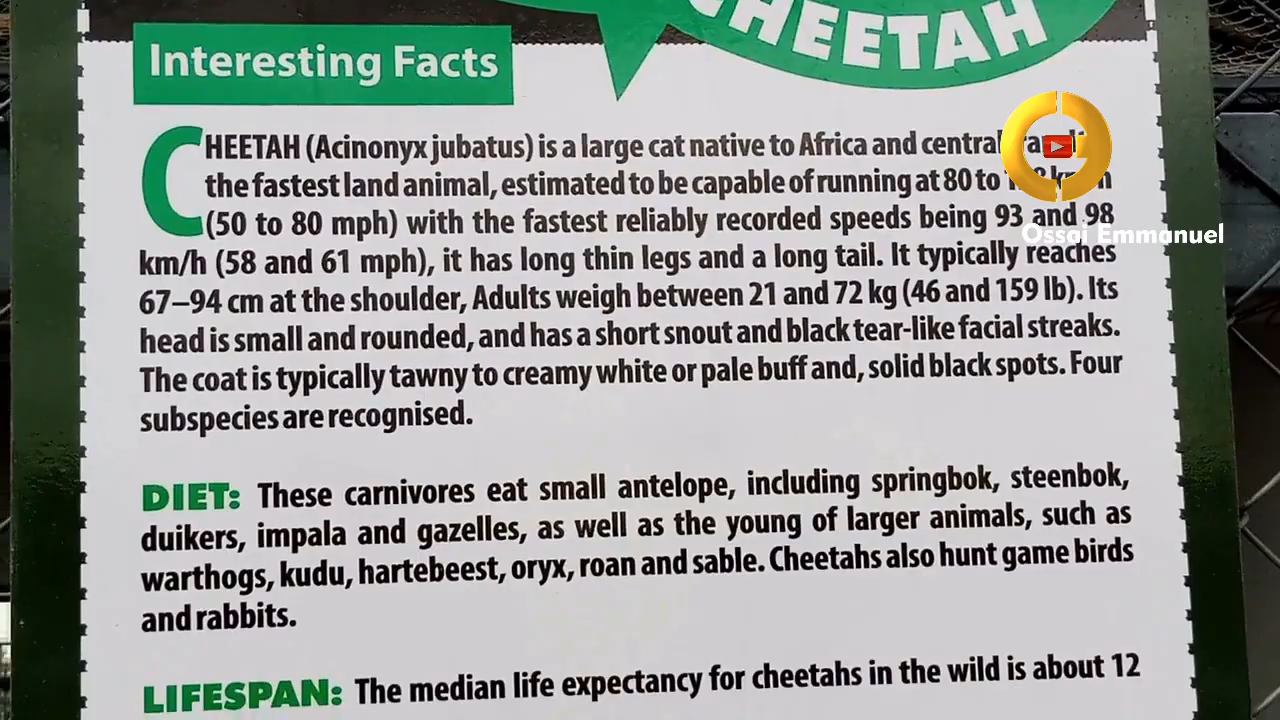 CHEETAH
Interesting Facts
CHEETAH (Acinonyx jubatus) is a large cat native to Africa and central
the fastest land animal, estimated to be capable of running at 80 to
(50 to 80 mph) with the fastest reliably recorded speeds being 93 and 98
km/h (58 and 61 mph), it has long thin legs and a long tail. It typically reaches
67–94 cm at the shoulder, Adults weigh between 21 and 72 kg (46 and 159 lb). Its
head is small and rounded, and has a short snout and black tear-like facial streaks.
The coat is typically tawny to creamy white or pale buff and, solid black spots. Four
subspecies are recognised.
DIET: These carnivores eat small antelope, including springbok, steenbok,
duikers, impala and gazelles, as well as the young of larger animals, such as
warthogs, kudu, hartebeest, oryx, roan and sable. Cheetahs also hunt game birds
and rabbits.
LIFESPAN: The median life expectancy for cheetahs in the wild is about 12
Ossai Emmanuel